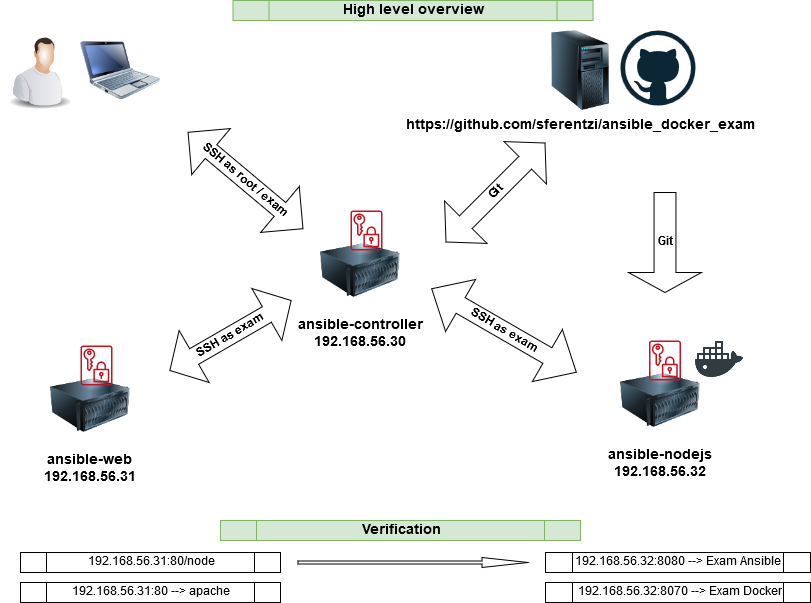 High level overview
https://github.com/sferentzi/ansible_docker_exam
SSH as root / exam
Git
Git
ansible-controller
192.168.56.30
SSH as exam
SSH as exam
ansible-web
192.168.56.31
ansible-nodejs
192.168.56.32
Verification
192.168.56.31:80/node
192.168.56.32:8080 --> Exam Ansible
192.168.56.31:80 --> apache
192.168.56.32:8070 --> Exam Docker